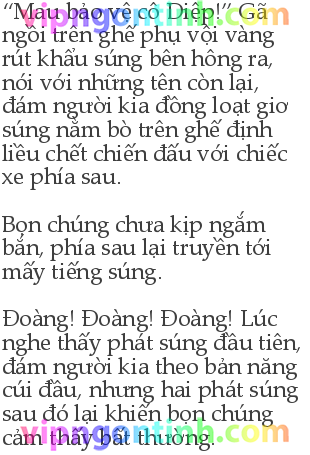 “Mau bảo vệ cô Diệp!” Gã
ngồi trên ghế phụ vội vàng
rút khẩu súng bên hông ra,
nói với những tên còn lại,
đám người kia đồng loạt giơ
súng nằm bò trên ghế định
liều chết chiến đấu với chiếc
xe phía sau.
Bọn chúng chưa kịp ngắm
bắn, phía sau lại truyền tới
mấy tiếng súng.
Đoàng! Đoàng! Đoàng! Lúc
nghe thấy phát súng đầu tiên,
đám người kia theo bản năng
cúi đầu, nhưng hai phát súng
sau đó lại khiến bọn chúng
cảm thấy bất thường.
vipngontinh.com
vipngontinh.com
vipngontinh.com
vipngontinh.com